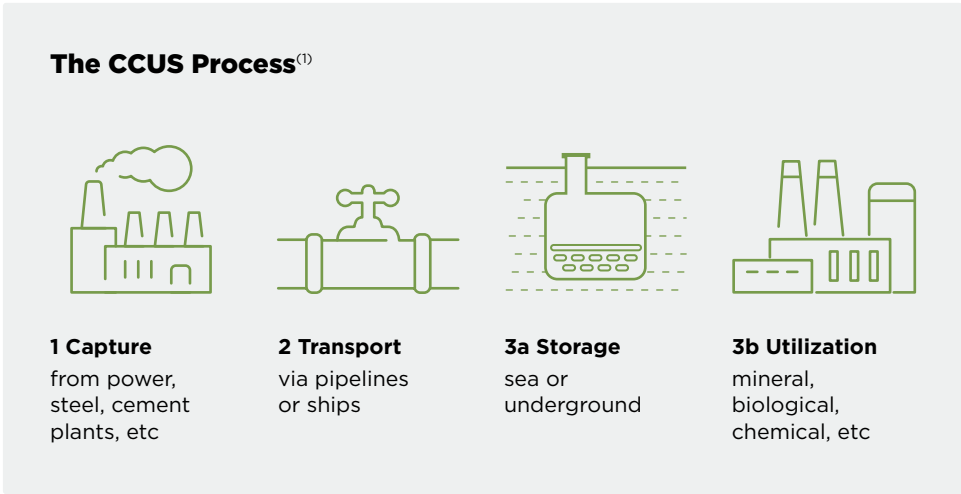 The CCUS Process(1)
1 Capture
from power,
steel, cement
plants, etc
2 Transport
via pipelines
or ships
3a Storage
sea or
underground
3b Utilization
mineral,
biological,
chemical, etc